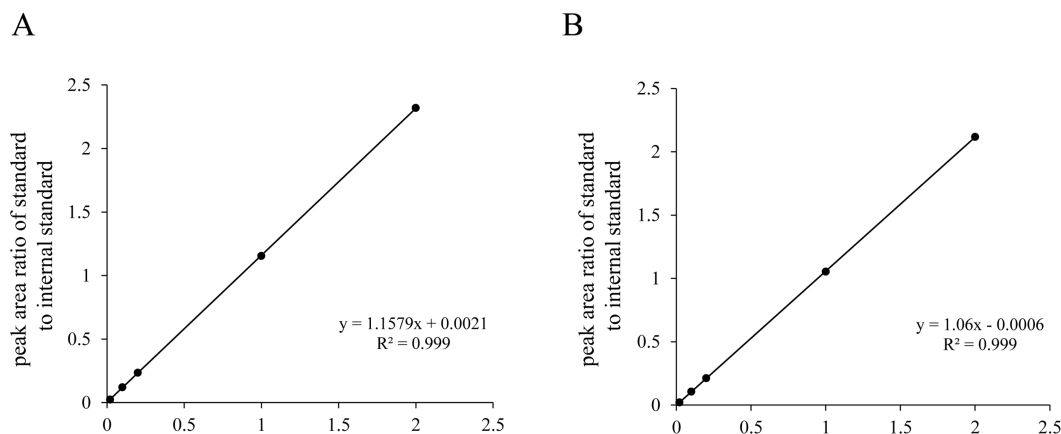 A
peak area ratio of standard
to internal standard
2.5
2
1.5
1
0.5
0
0
0.5
1
1.5
2
2.5
y = 1.1579x + 0.0021
R² = 0.999
B
peak area ratio of standard
to internal standard
2.5
2
1.5
1
0.5
0
0
0.5
1
1.5
2
2.5
y = 1.06x - 0.0006
R² = 0.999